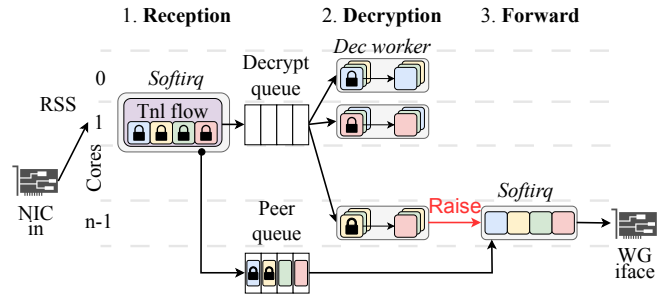 1. Reception
2. Decryption
3. Forward
Dec worker
0
Softirq
Decrypt
queue
RSS
1
Tnl flow
Cores
NIC
in
n-1
Peer
queue
Raise
Softirq
WG
iface